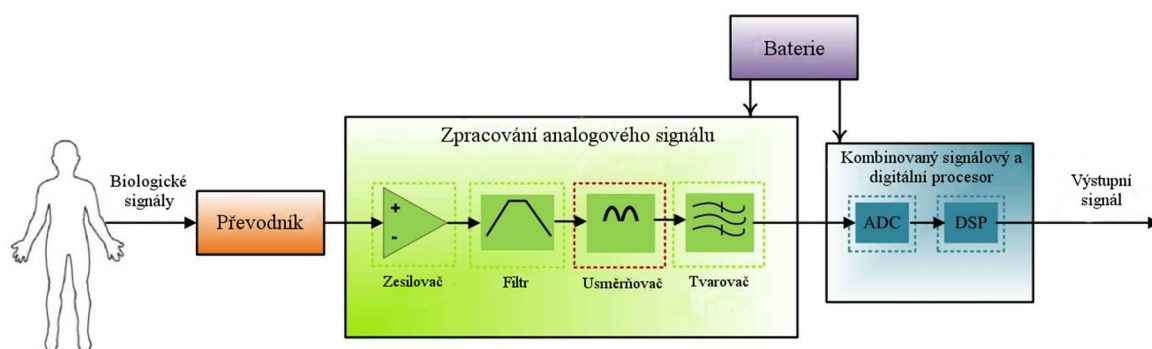 Baterie
Zpracování analogového signálu
Kombinovaný signálový a
digitální procesor
Biologické
signály
Výstupní
signál
Převodník
+
-
ADC
DSP
Zesilovač
Filtr
Usměrňovač
Tvarovač